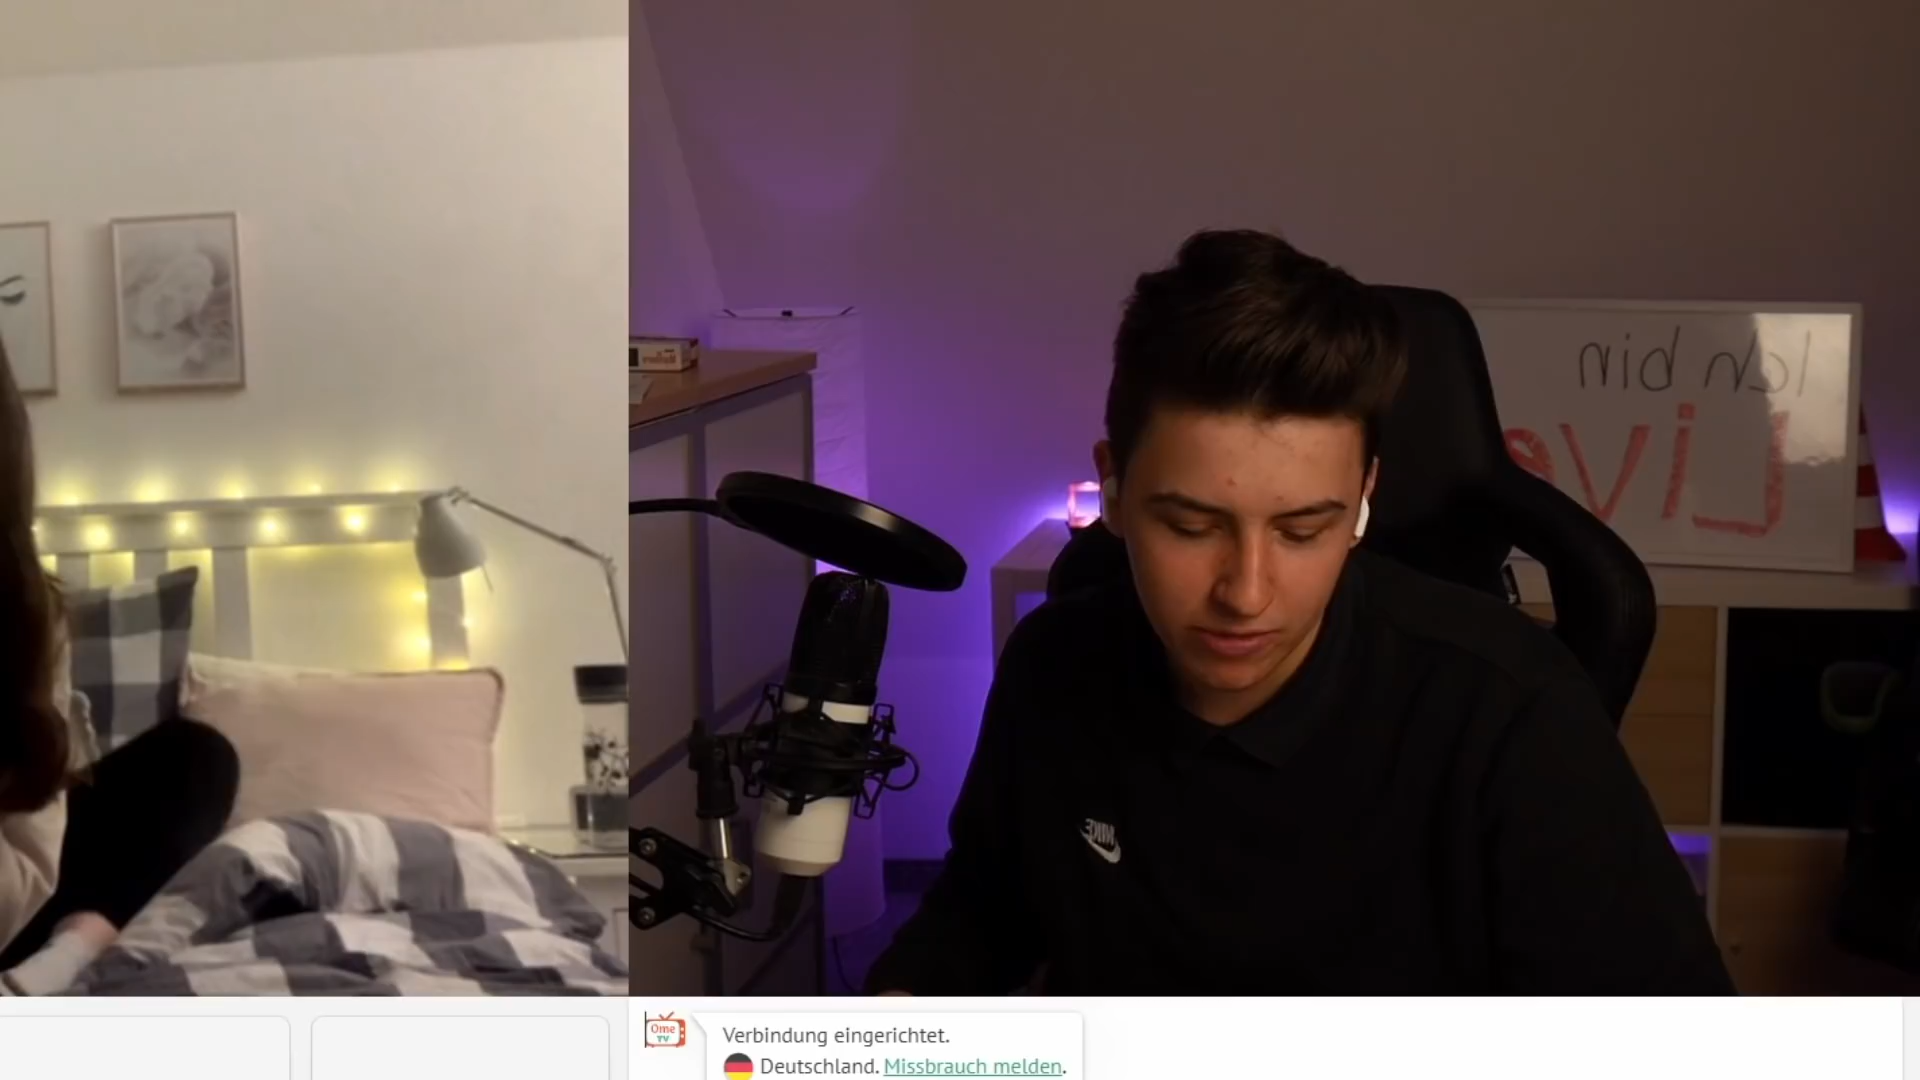 Ich bin
Live
NIKE
Ome
TV
Verbindung eingerichtet.
Deutschland. Missbrauch melden.